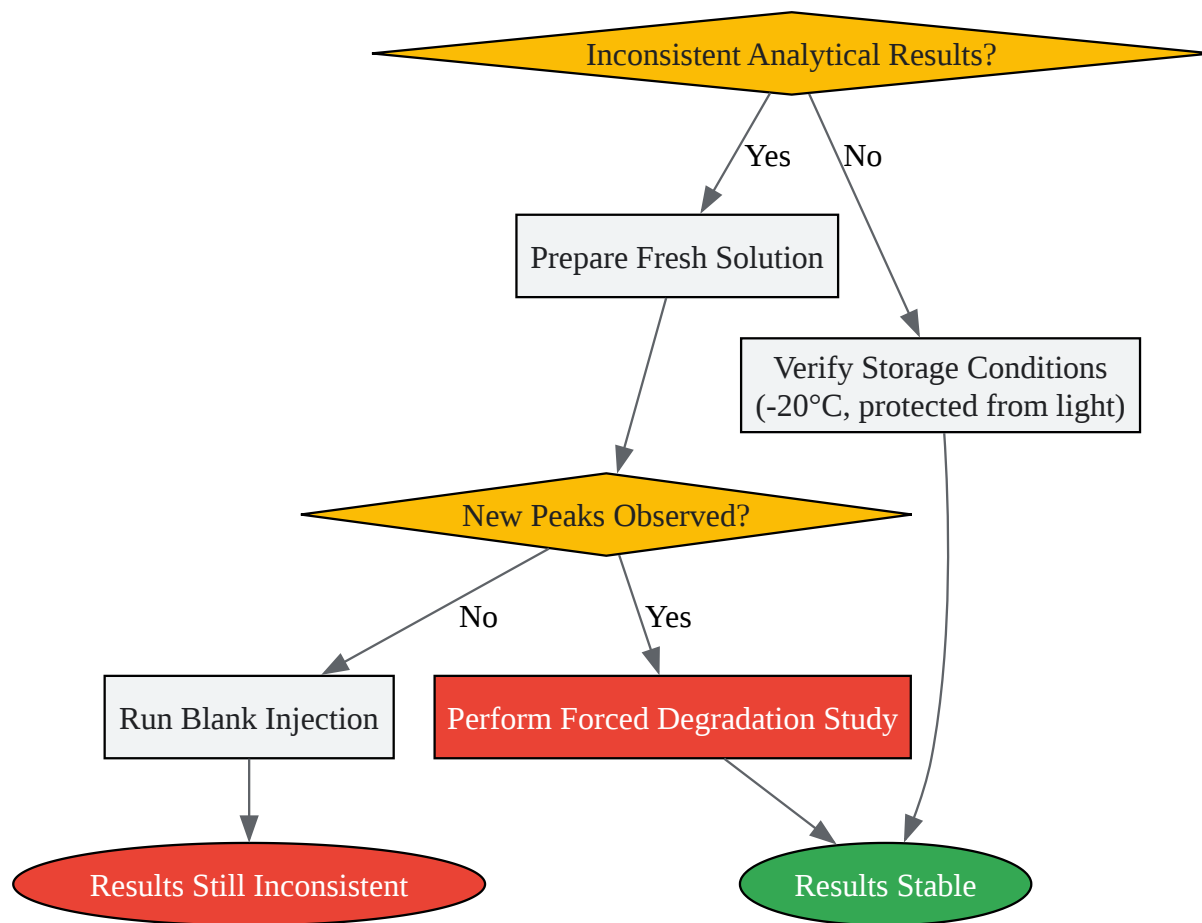 Inconsistent Analytical Results?
Yes
No
Prepare Fresh Solution
Verify Storage Conditions
(-20°C, protected from light)
New Peaks Observed?
No
Yes
Run Blank Injection
Perform Forced Degradation Study
Results Still Inconsistent
Results Stable